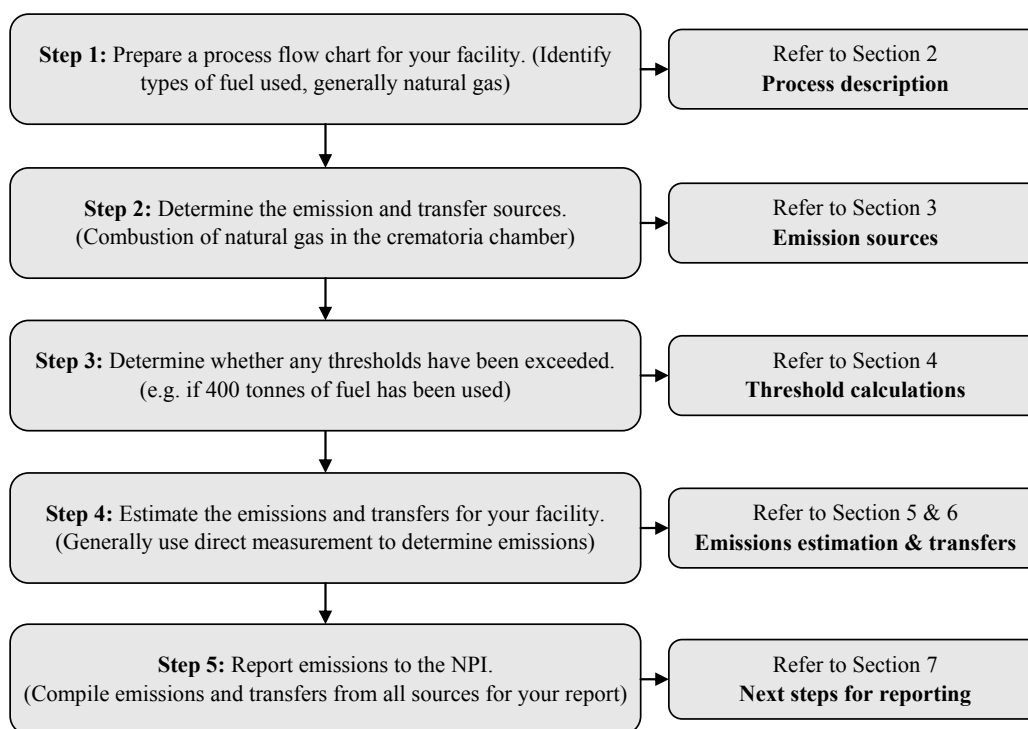 Step 1: Prepare a process flow chart for your facility. (Identify
types of fuel used, generally natural gas)
Refer to Section 2
Process description
Step 2: Determine the emission and transfer sources.
(Combustion of natural gas in the crematoria chamber)
Refer to Section 3
Emission sources
Step 3: Determine whether any thresholds have been exceeded.
(e.g. if 400 tonnes of fuel has been used)
Refer to Section 4
Threshold calculations
Step 4: Estimate the emissions and transfers for your facility.
(Generally use direct measurement to determine emissions)
Refer to Section 5 & 6
Emissions estimation & transfers
Step 5: Report emissions to the NPI.
(Compile emissions and transfers from all sources for your report)
Refer to Section 7
Next steps for reporting